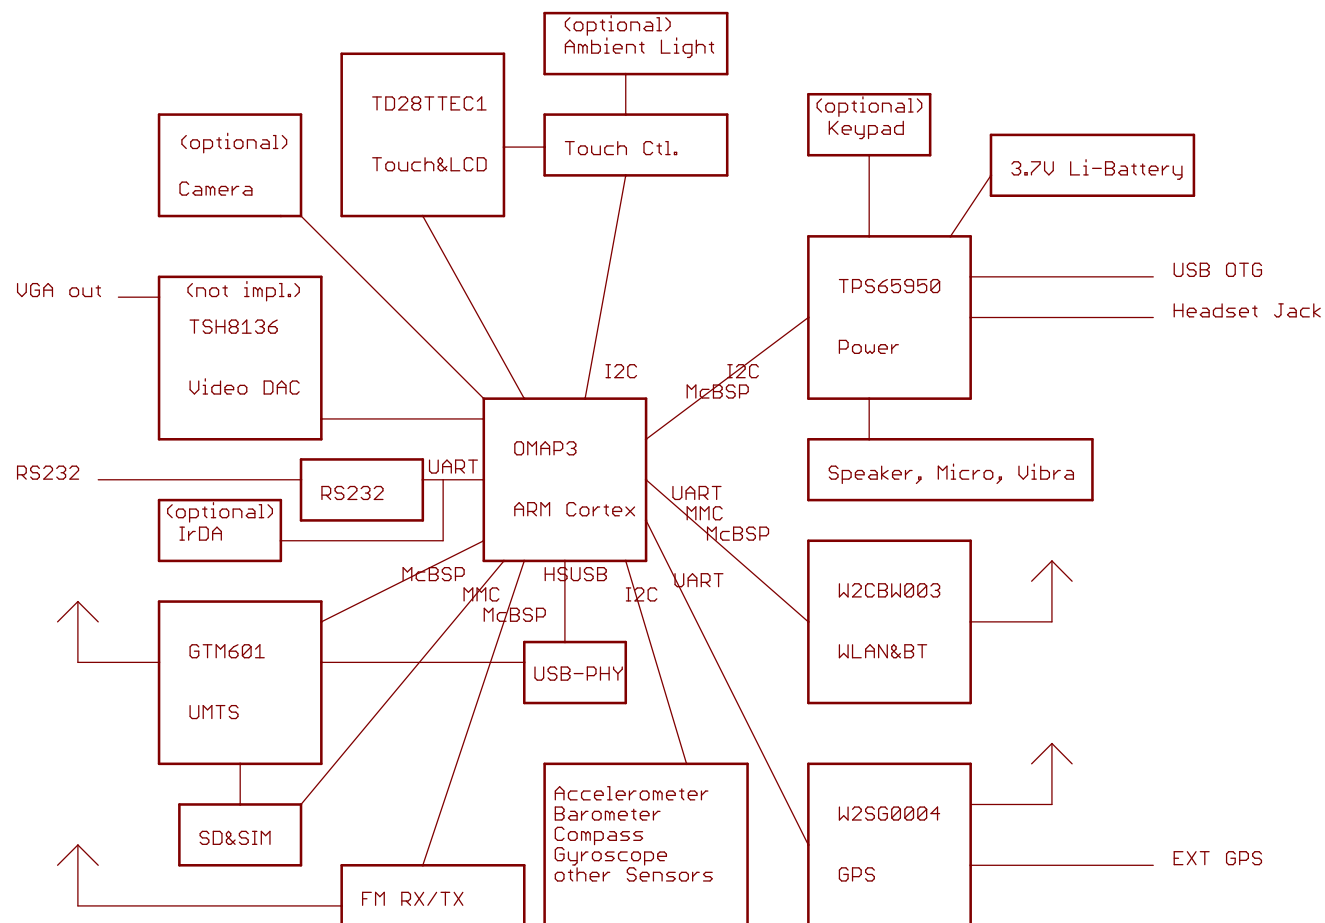 (optional)
Ambient Light
TD28TTEC1
Touch&LCD
Touch Ctl.
(optional)
Keypad
3.7V Li-Battery
(optional)
Camera
VGA out
(not impl.)
TSH8136
Video DAC
TPS65950
Power
USB OTG
Headset Jack
I2C
I2C
McBSP
OMAP3
ARM Cortex
Speaker, Micro, Vibra
RS232
RS232
UART
(optional)
IrDA
UART
MMC
McBSP
McBSP
MMC
McBSP
HSUSB
I2C
UART
W2CBW003
WLAN&BT
GTM601
UMTS
USB-PHY
SD&SIM
FM RX/TX
Accelerometer
Barometer
Compass
Gyroscope
other Sensors
W2SG0004
GPS
EXT GPS